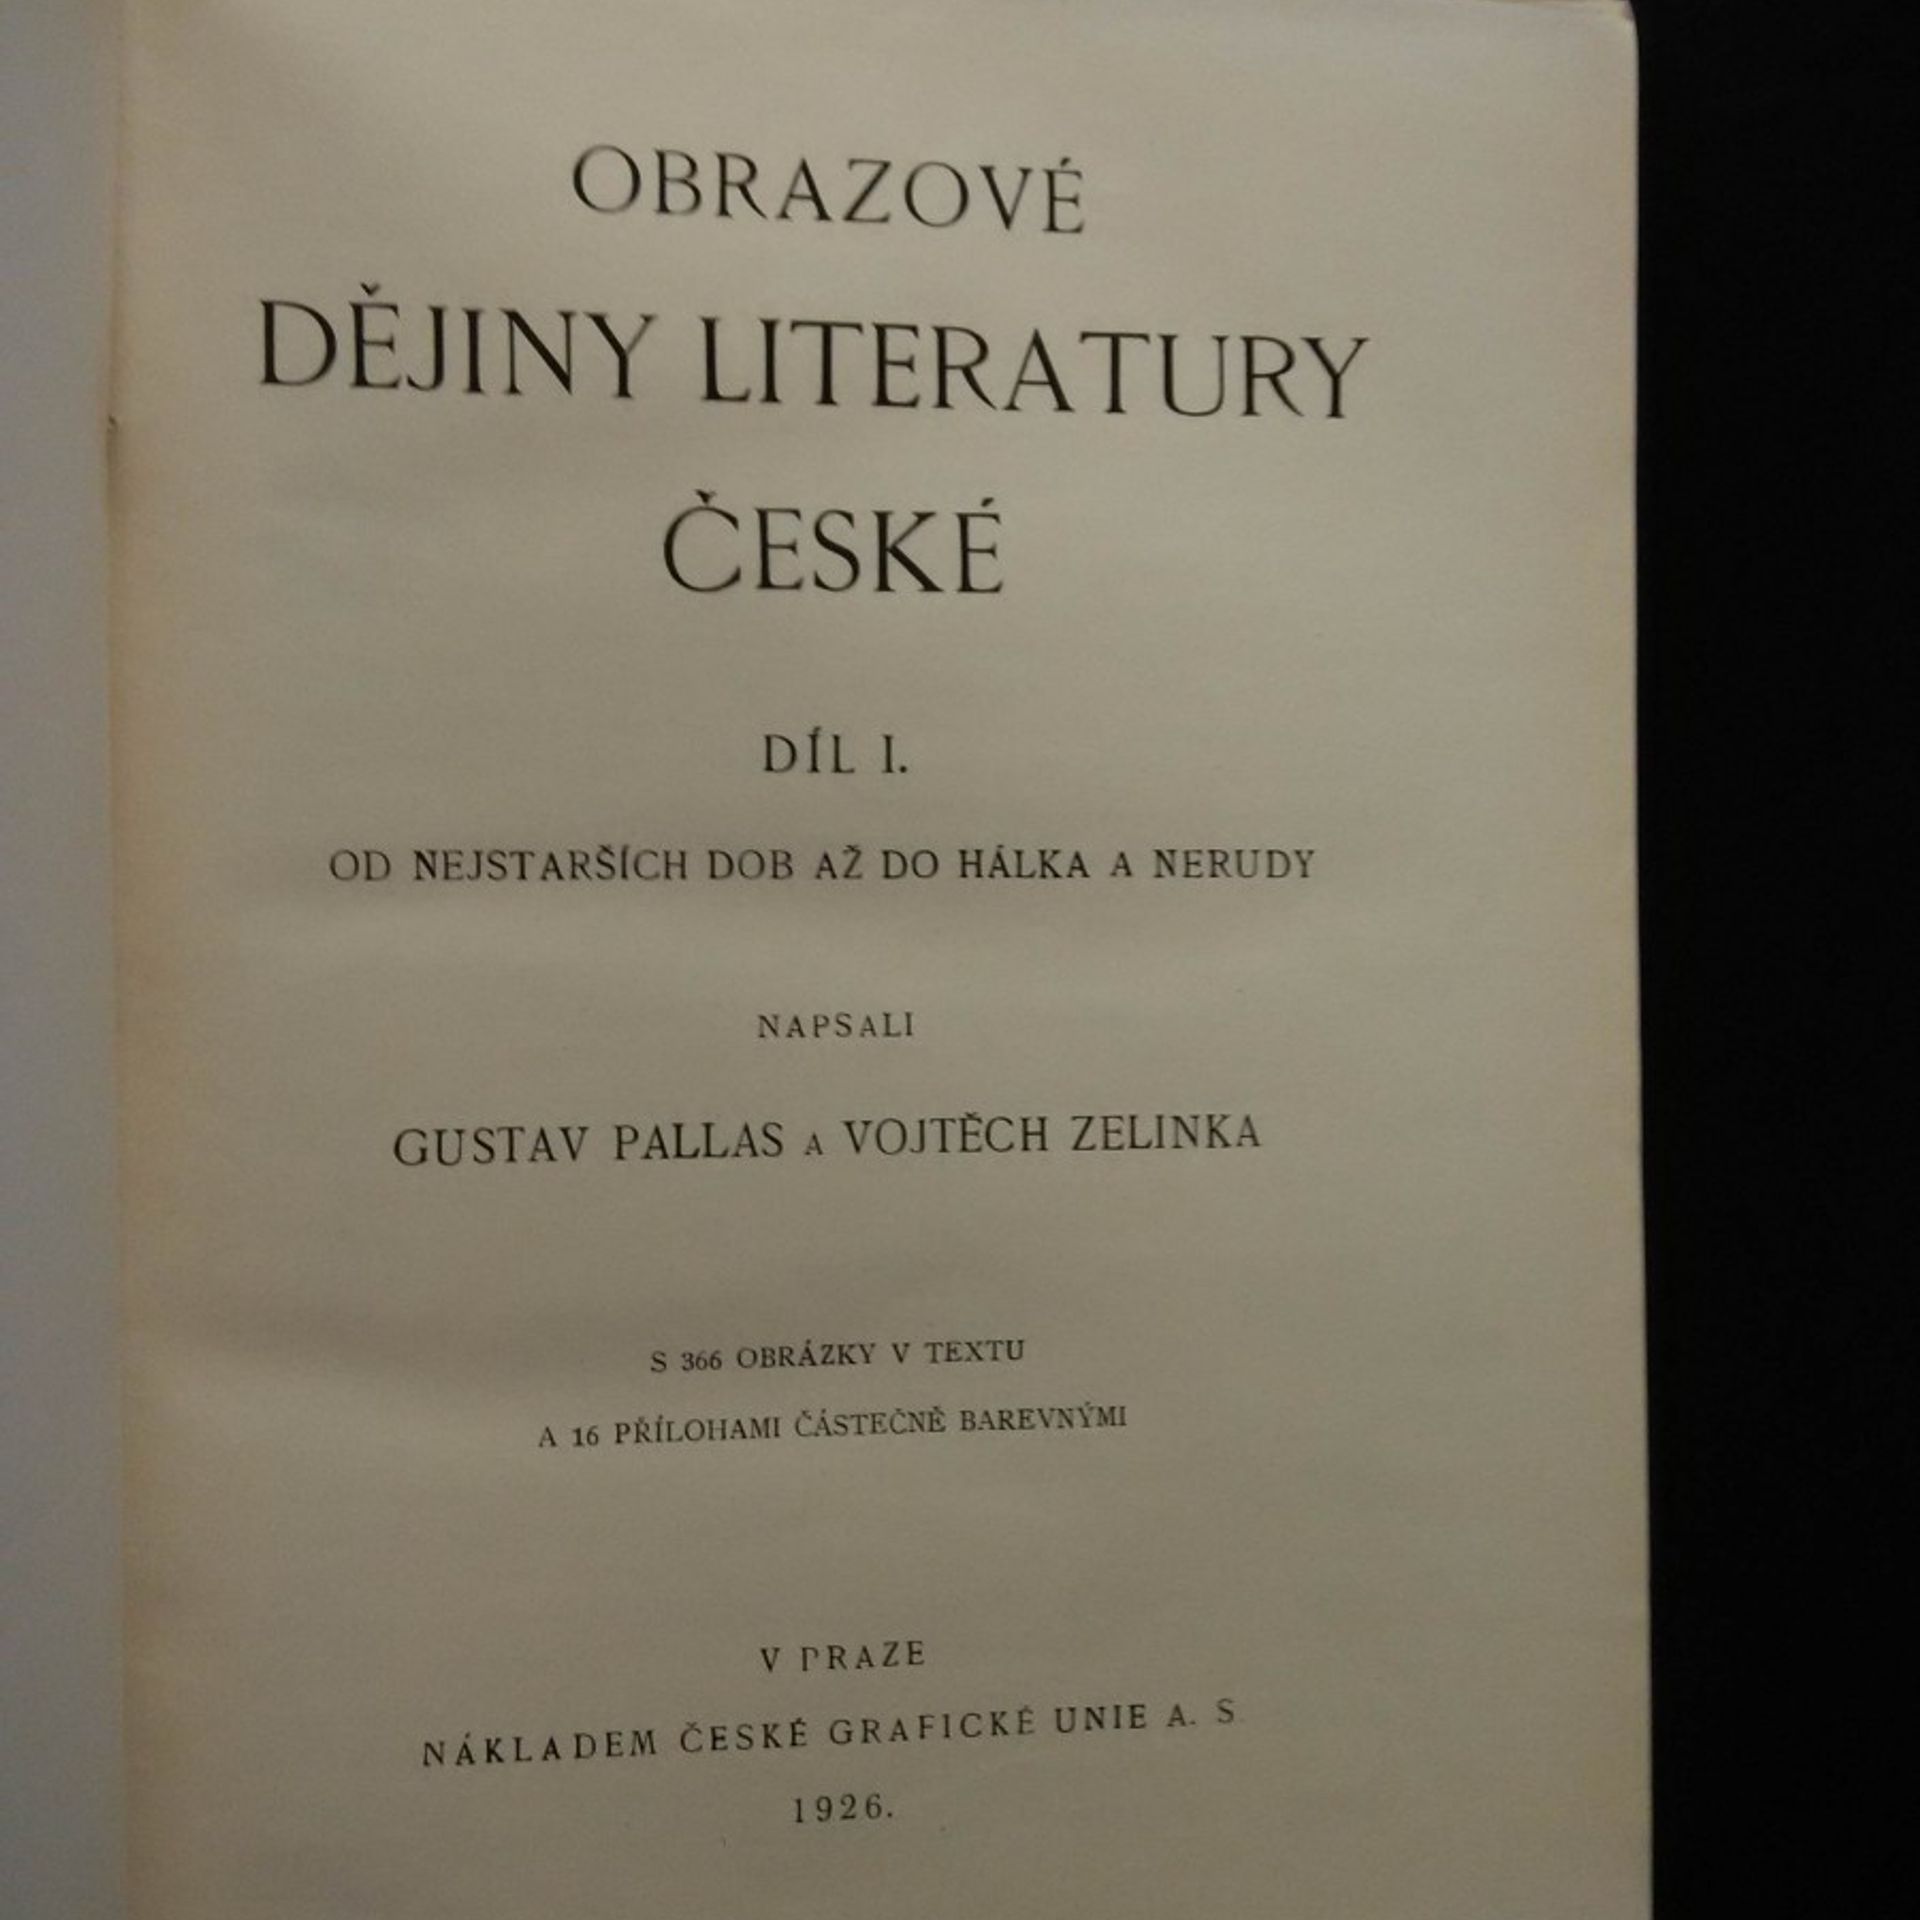 OBRAZOVÉ
DĚJINY LITERATURY
ČESKÉ
DÍL I.
OD NEJSTARŠÍCH DOB AŽ DO HÁLKA A NERUDY
NAPSALI
GUSTAV PALLAS A VOJTĚCH ZELINKA
S 366 OBRÁZKY V TEXTU
A 16 PŘÍLOHAMI ČÁSTEČNĚ BAREVNÝMI
V PRAZE
NÁKLADEM ČESKÉ GRAFICKÉ UNIE A. S.
1926.